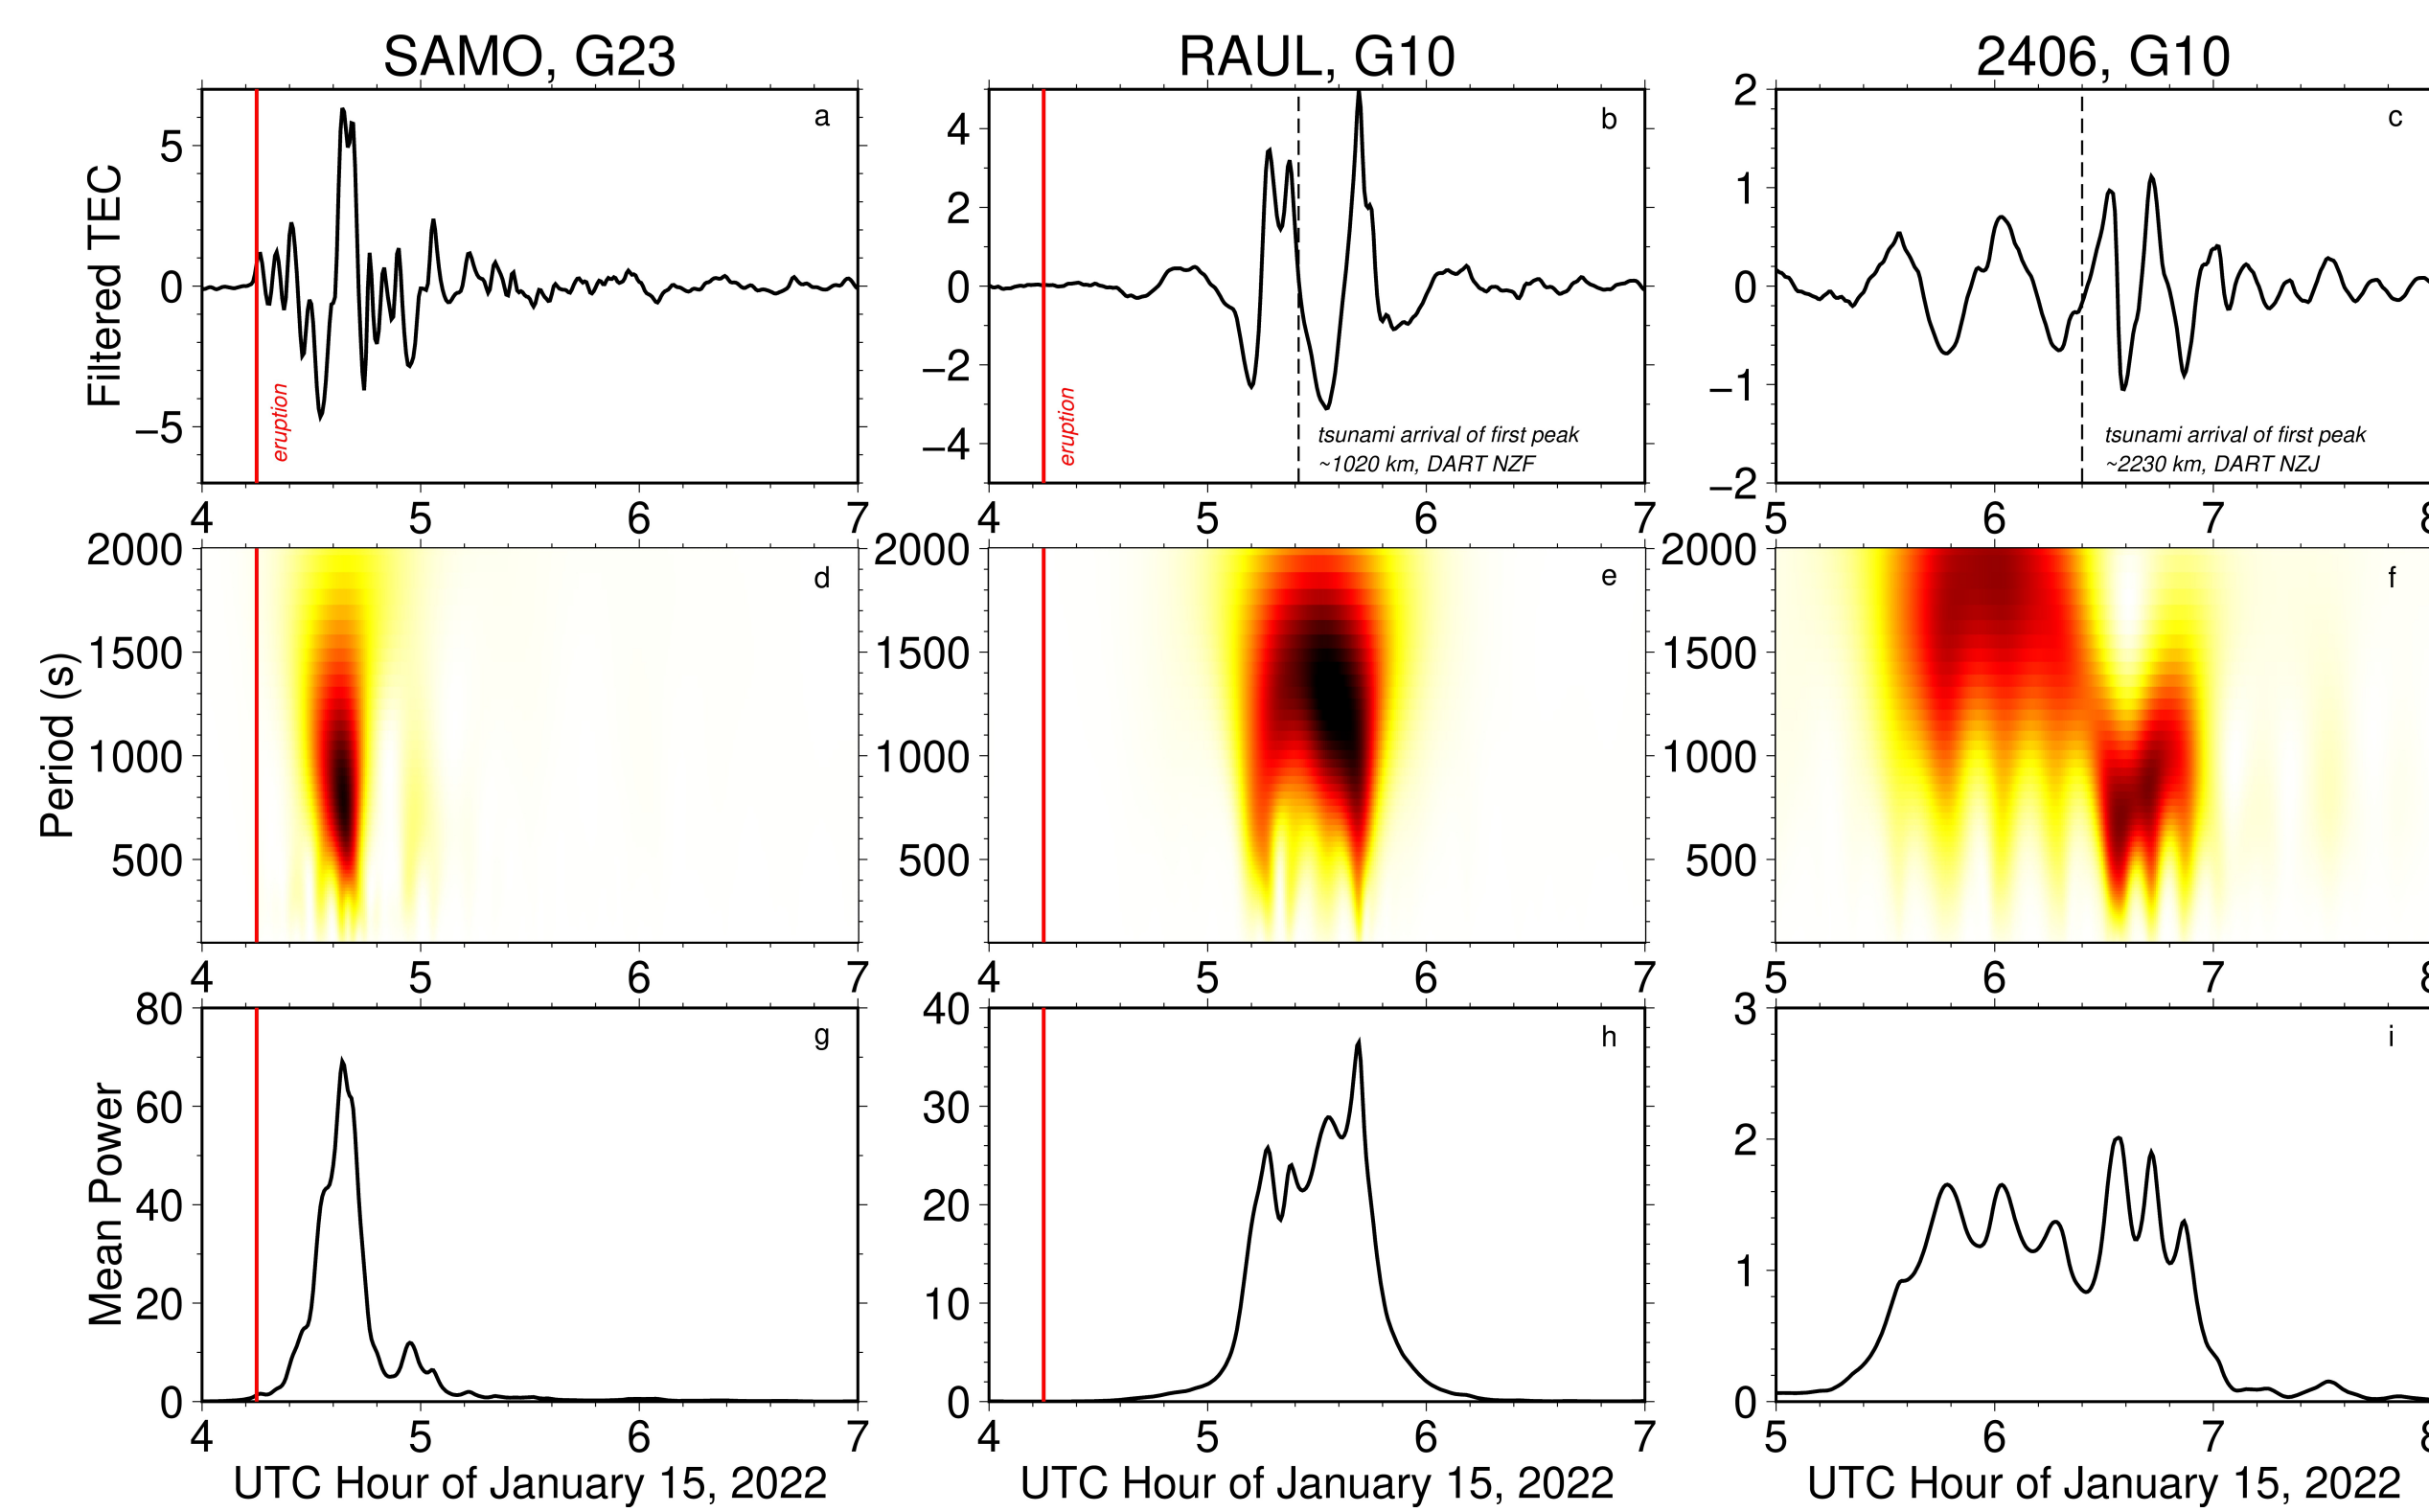 SAMO, G23
RAUL, G10
2406, G10
Filtered TEC
5
0
−5
a
eruption
4 5 6 7
4
2
0
−2
−4
b
eruption
tsunami arrival of first peak
~1020 km, DART NZF
4 5 6 7
2
1
0
−1
−2
c
tsunami arrival of first peak
~2230 km, DART NZJ
5 6 7
Period (s)
2000
1500
1000
500
d
4 5 6 7
2000
1500
1000
500
e
4 5 6 7
2000
1500
1000
500
f
5 6 7
Mean Power
80
60
40
20
0
g
4 5 6 7
UTC Hour of January 15, 2022
40
30
20
10
0
h
4 5 6 7
UTC Hour of January 15, 2022
3
2
1
0
i
5 6 7
UTC Hour of January 15, 2022